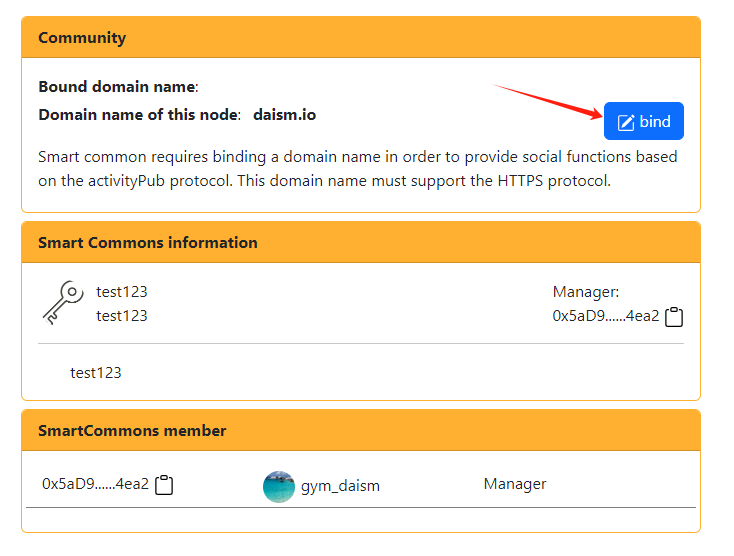 Community
Bound domain name:
Domain name of this node: daism.io
bind
Smart common requires binding a domain name in order to provide social functions based
on the activityPub protocol. This domain name must support the HTTPS protocol.
Smart Commons information
test123
Manager:
test123
0x5aD9......4ea2
test123
SmartCommons member
0x5aD9......4ea2 gym_daism Manager